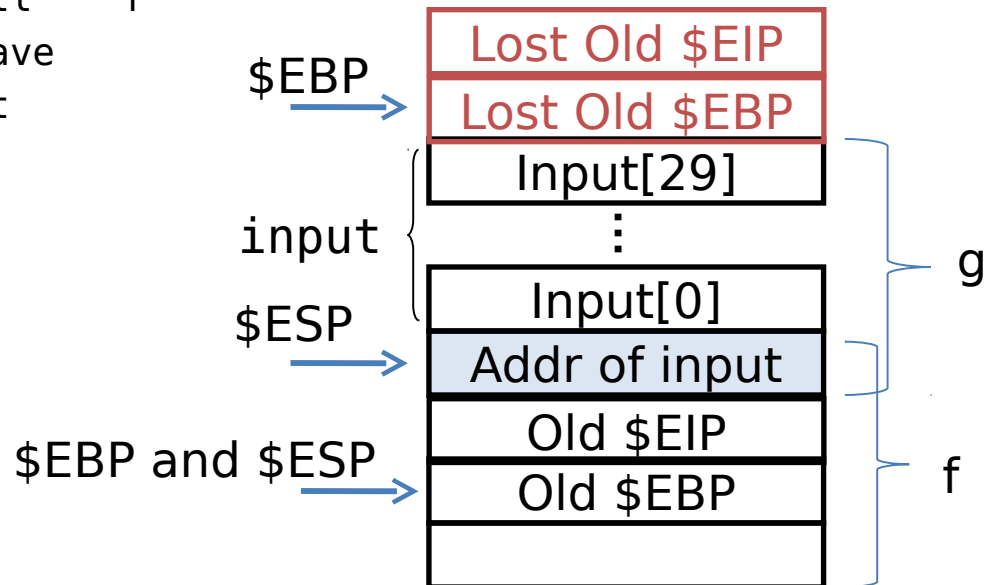 Lost Old $EIP
$EBP
Lost Old $EBP
Input[29]
input
g
Input[0]
$ESP
Addr of input
Old $EIP
$EBP and $ESP
f
Old $EBP